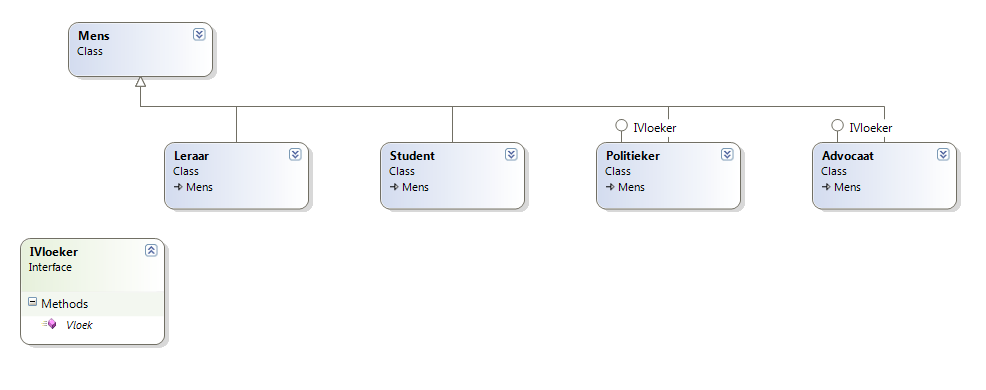 Mens
Class
IVloeker
IVloeker
Leraar
Class
Mens
Student
Class
Mens
Politieker
Class
Mens
Advocaat
Class
Mens
IVloeker
Interface
Methods
Vloek